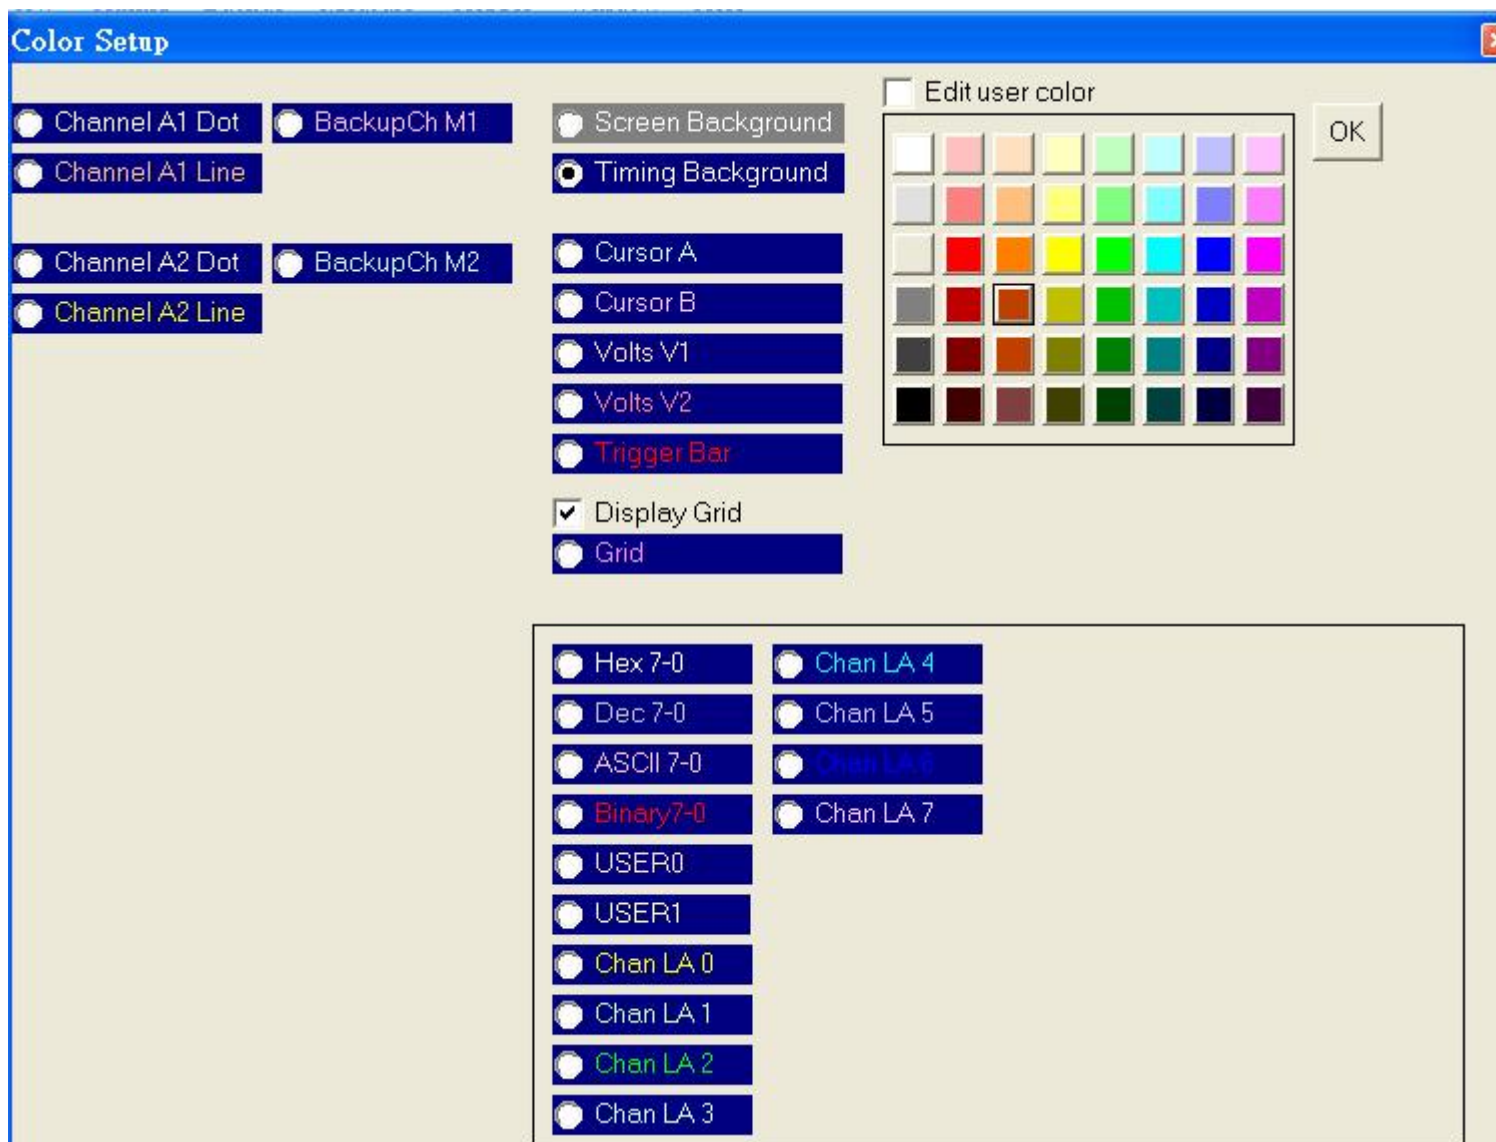 Color Setup
Channel A1 Dot
BackupCh M1
Channel A1 Line
Channel A2 Dot
BackupCh M2
Channel A2 Line
Screen Background
Timing Background
Cursor A
Cursor B
Volts V1
Volts V2
Trigger Bar
Display Grid
Grid
Edit user color
OK
Hex 7-0
Dec 7-0
ASCII 7-0
Binary7-0
USER0
USER1
Chan LA 0
Chan LA 1
Chan LA 2
Chan LA 3
Chan LA 4
Chan LA 5
Chan LA 6
Chan LA 7